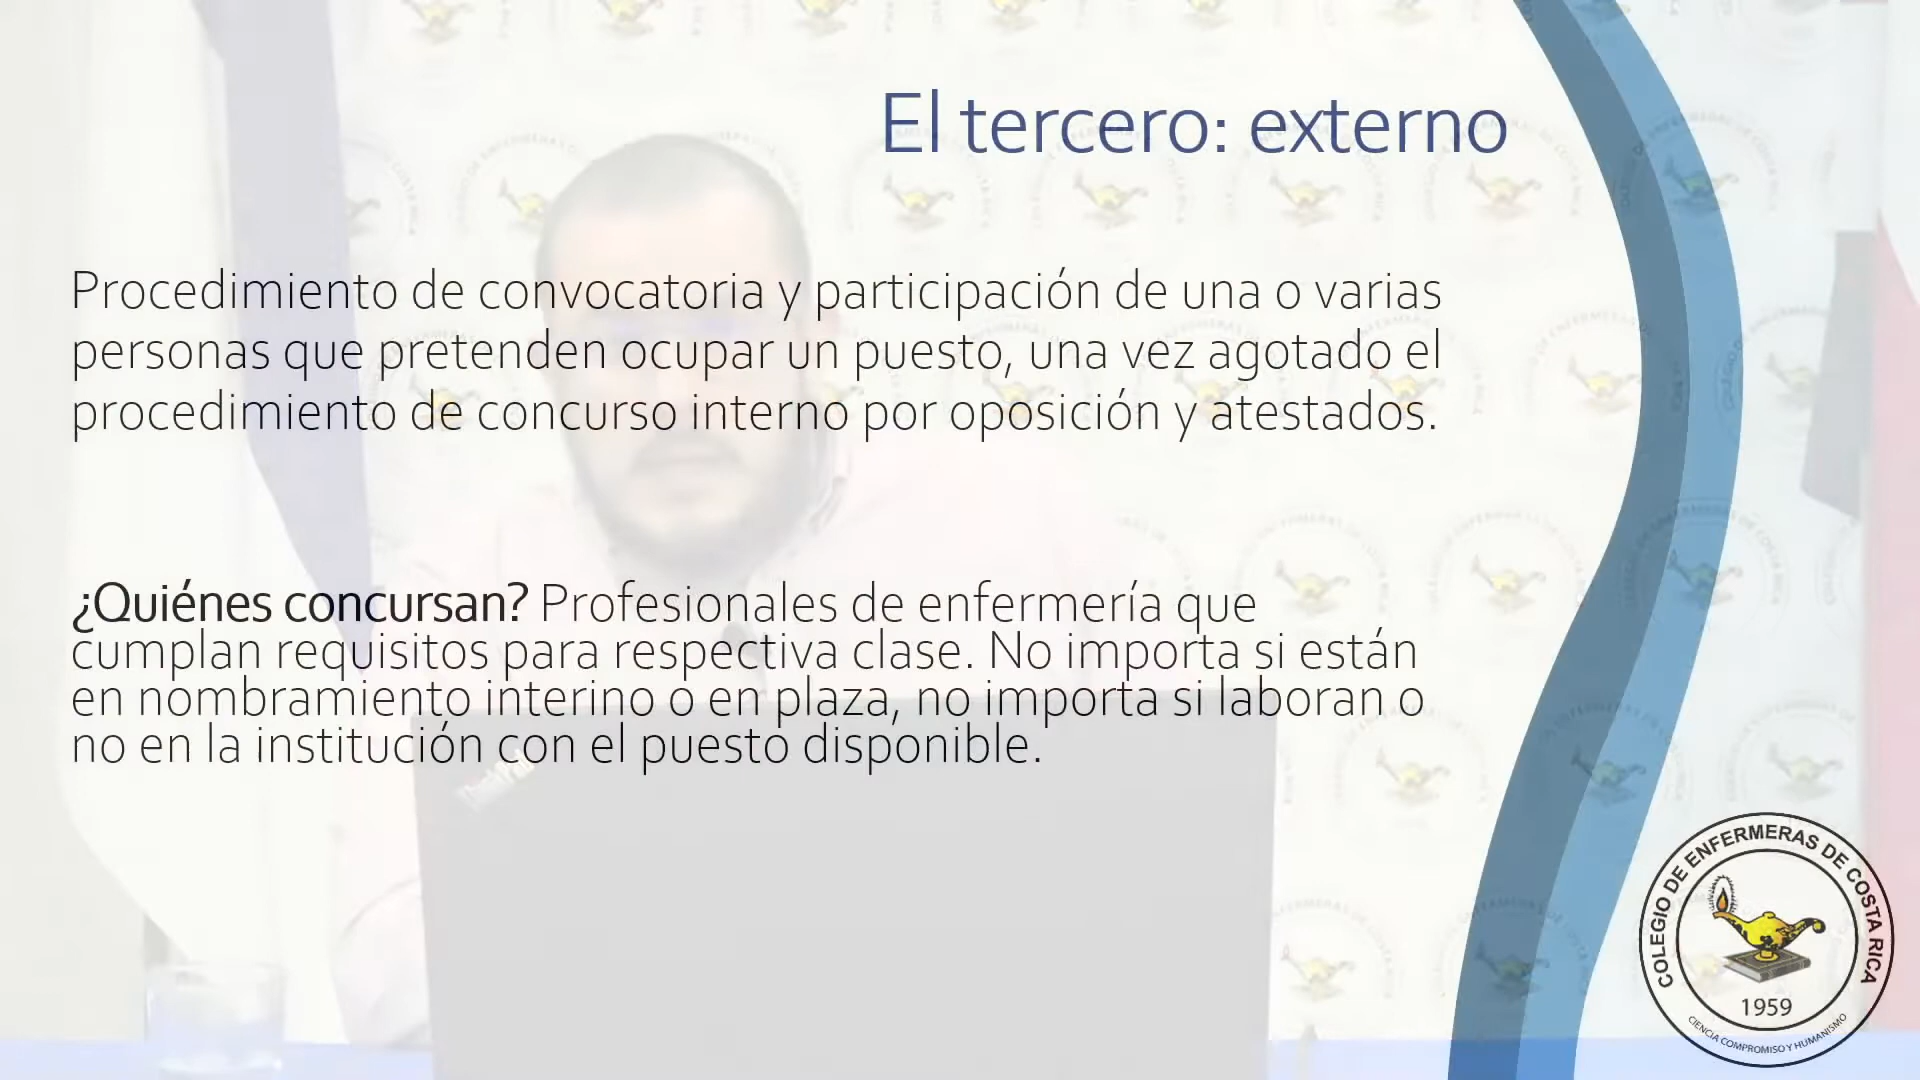 El tercero: externo
Procedimiento de convocatoria y participación de una o varias
personas que pretenden ocupar un puesto, una vez agotado el
procedimiento de concurso interno por oposición y atestados.
¿Quiénes concursan? Profesionales de enfermería que
cumplan requisitos para respectiva clase. No importa si están
en nombramiento interino o en plaza, no importa si laboran o
no en la institución con el puesto disponible.
ThinkPad
COLEGIO DE ENFERMERAS DE COSTA RICA
1959
CIENCIA COMPROMISO Y HUMANISMO